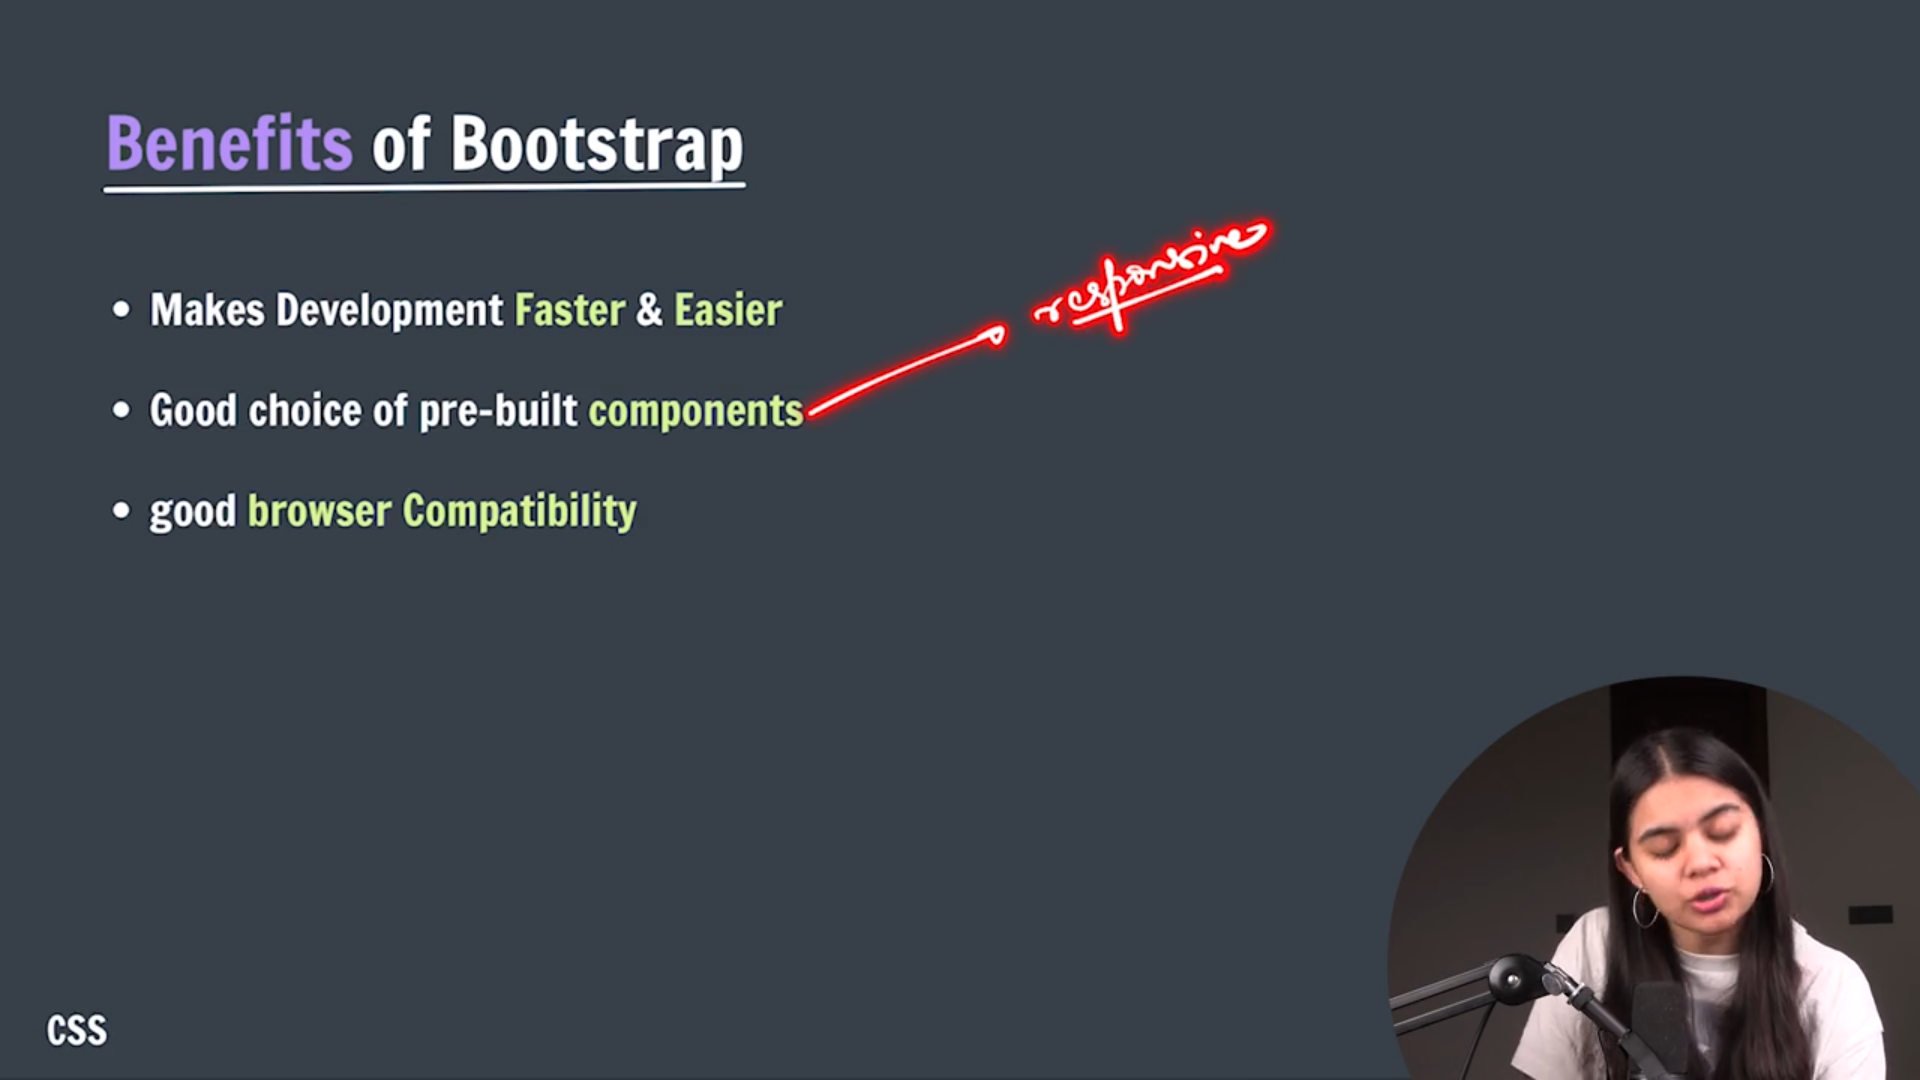 Benefits of Bootstrap
• Makes Development Faster & Easier
responsive
• Good choice of pre-built components
• good browser Compatibility
CSS